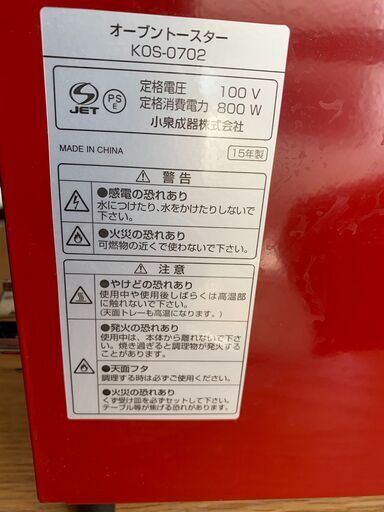 オーブントースター
KOS-0702
JET
PS
E
定格電圧 100 V
定格消費電力 800 W
小泉成器株式会社
MADE IN CHINA
15年製
⚠ 警告
●感電の恐れあり
水につけたり、水をかけたりしないで
下さい。
●火災の恐れあり
可燃物の近くで使わないで下さい。
⚠ 注意
●やけどの恐れあり
使用中や使用後しばらくは高温部
に触れないで下さい。
(天面トレーも高温になります。)
●発火の恐れあり
使用中は、本体から離れないで下
さい。焼き過ぎると調理物が発火する
ことがあります。
●天面フタ
調理する時は必ずご使用ください。
●火災の恐れあり
くず受け皿を必ずセットして下さい。
テーブル等が焦げる恐れがあります。